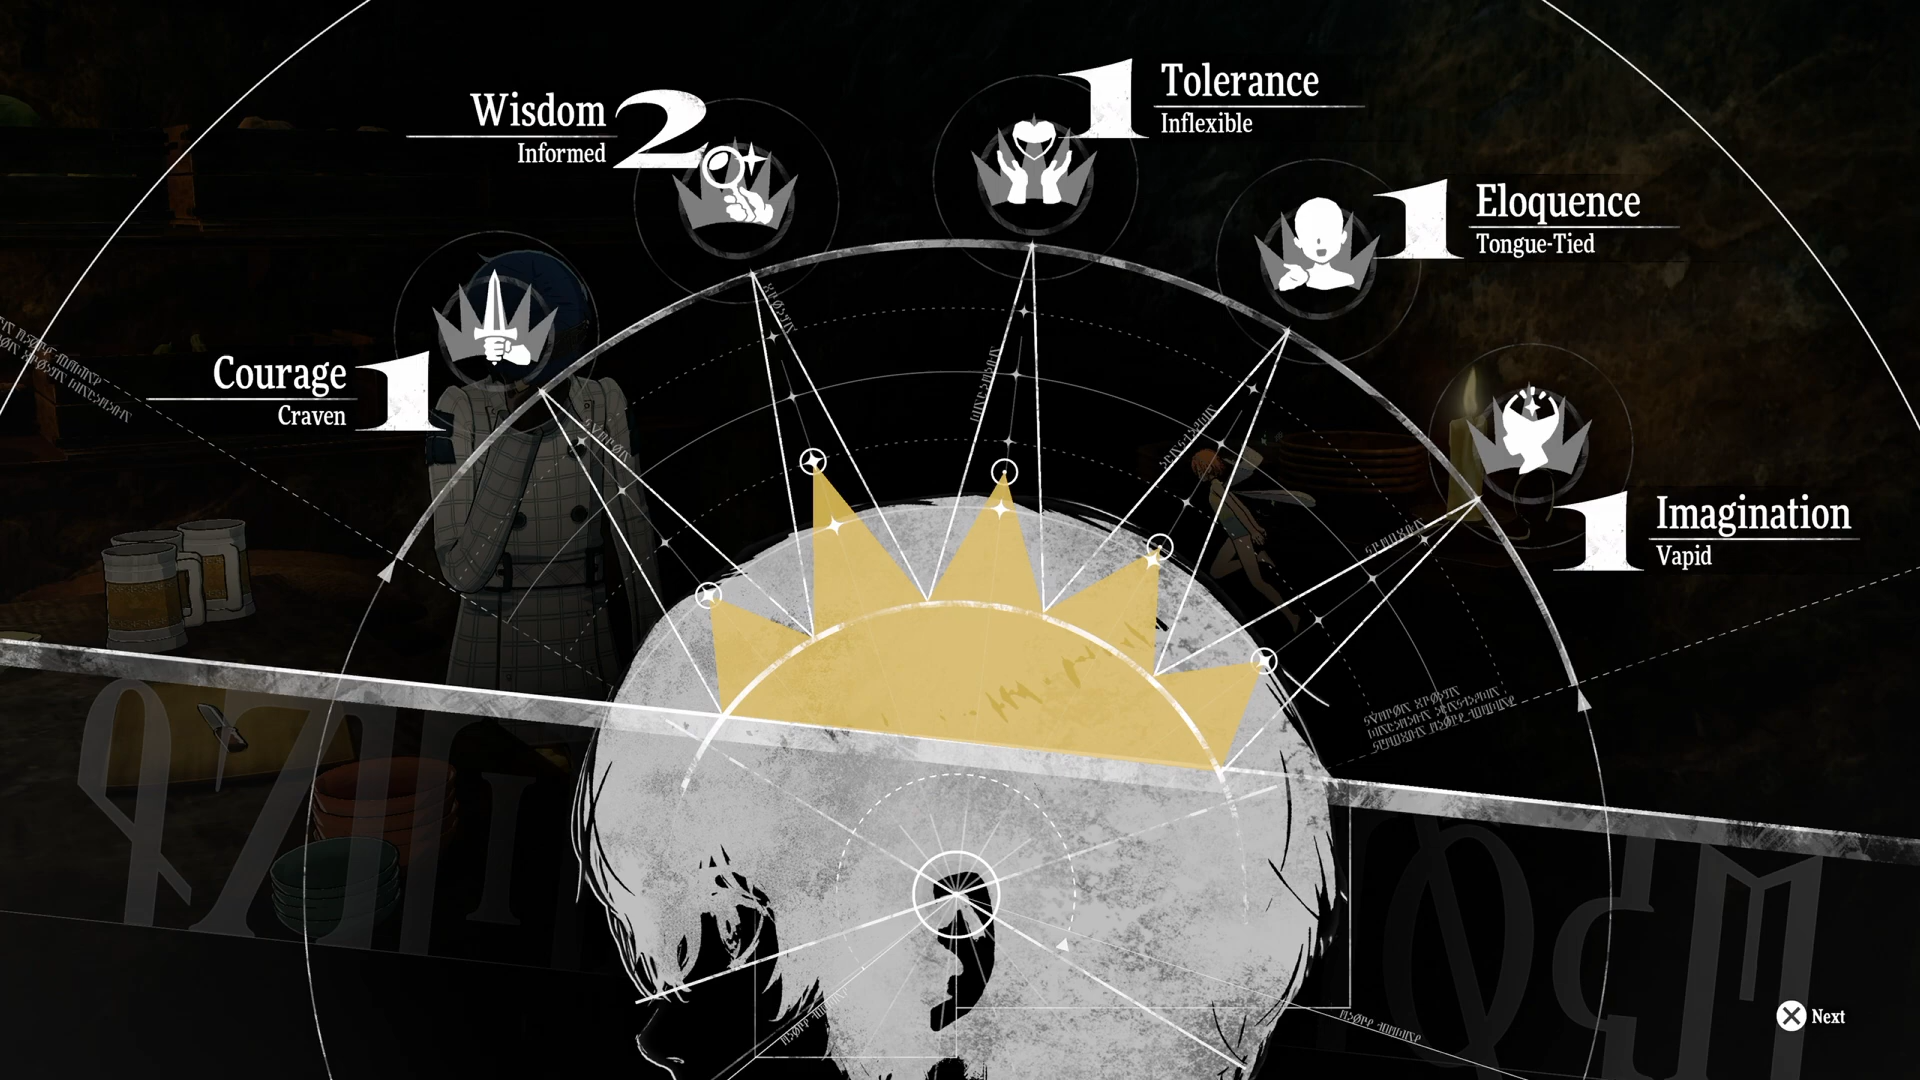 Courage
Craven
1
Wisdom
Informed
2
1
Tolerance
Inflexible
1
Eloquence
Tongue-Tied
1
Imagination
Vapid
Next